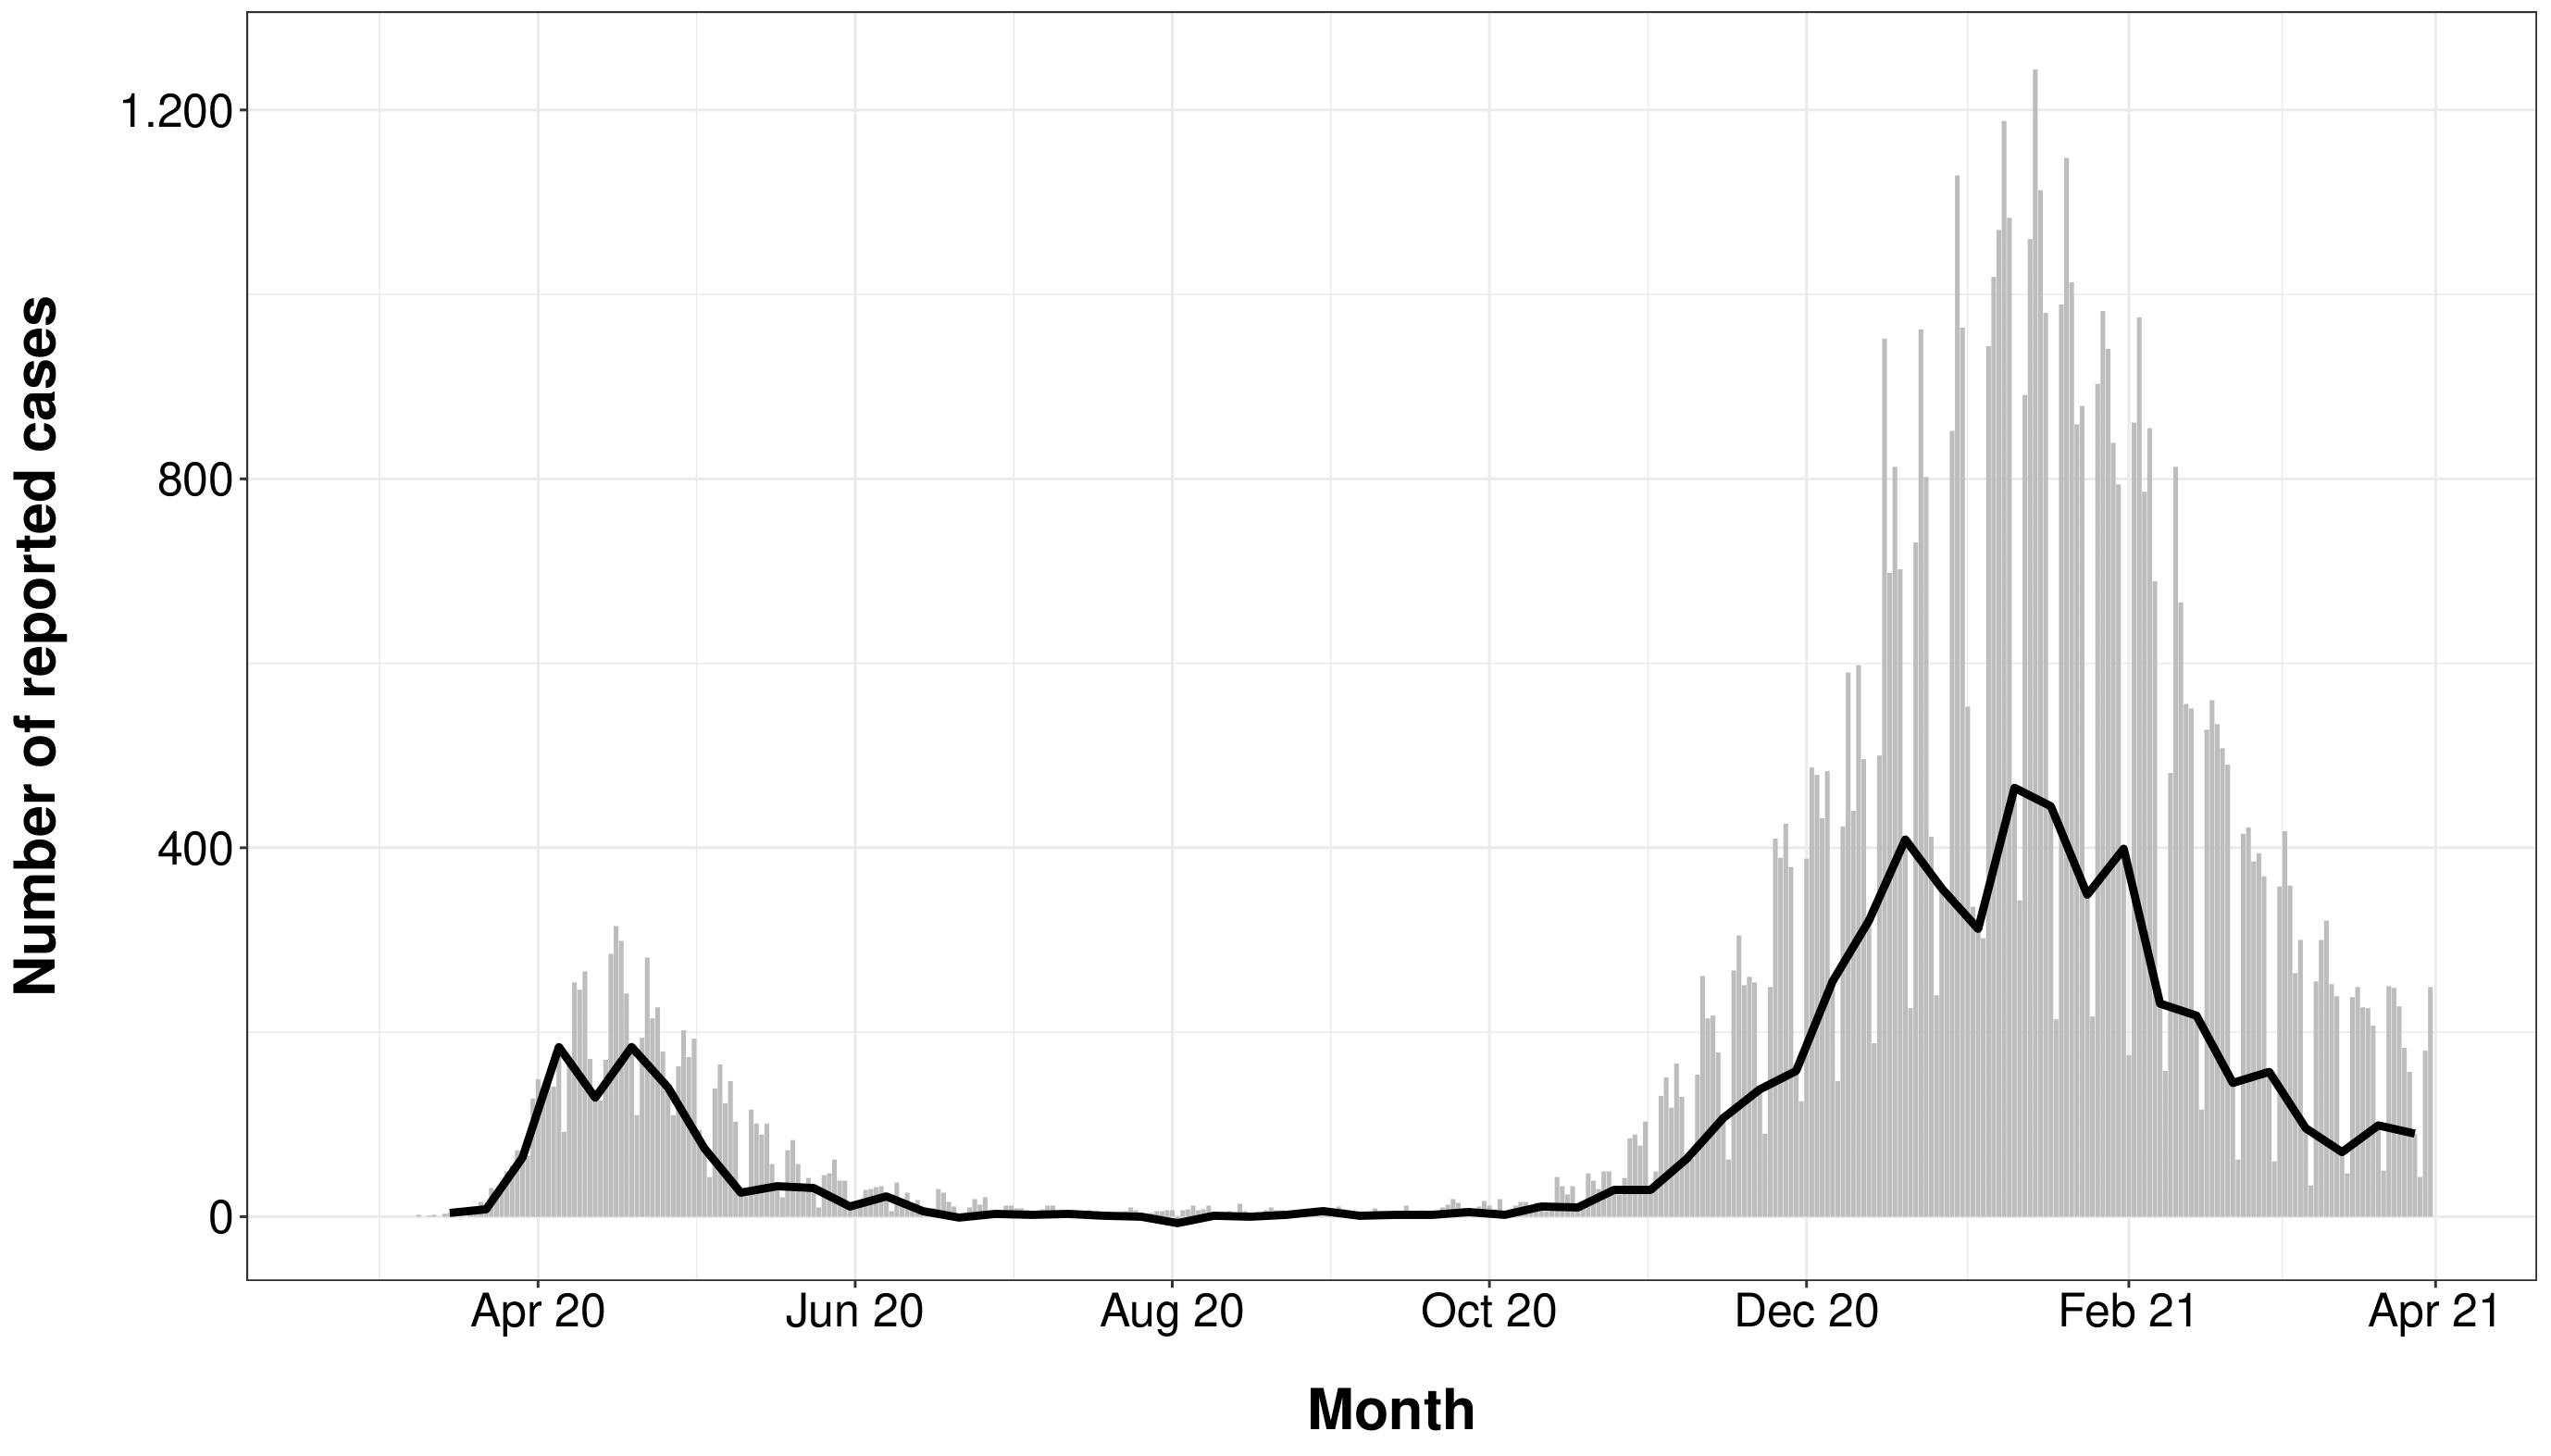 Number of reported cases
1.200
800
400
0
Apr 20 Jun 20 Aug 20 Oct 20 Dec 20 Feb 21 Apr 21
Month